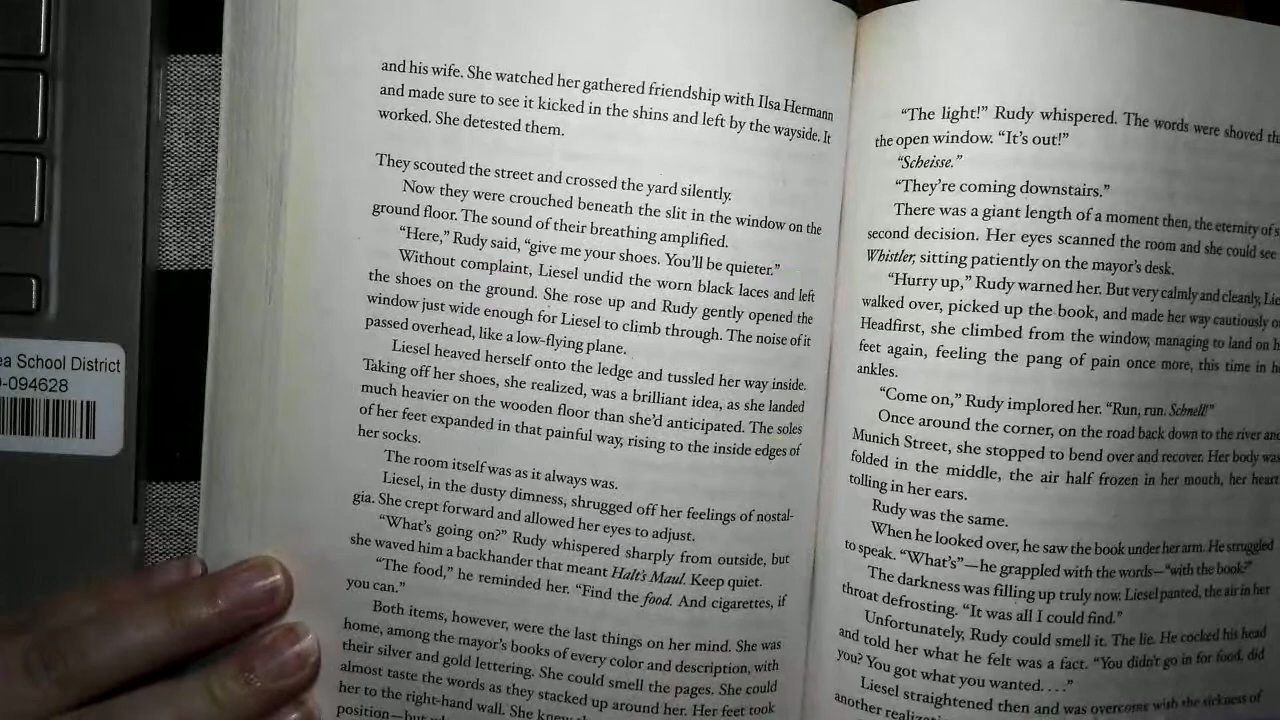 and his wife. She watched her gathered friendship with Ilsa Hermann
and made sure to see it kicked in the shins and left by the wayside. It
worked. She detested them.
They scouted the street and crossed the yard silently.
Now they were crouched beneath the slit in the window on the
ground floor. The sound of their breathing amplified.
“Here,” Rudy said, “give me your shoes. You’ll be quieter.”
Without complaint, Liesel undid the worn black laces and left
the shoes on the ground. She rose up and Rudy gently opened the
window just wide enough for Liesel to climb through. The noise of it
passed overhead, like a low-flying plane.
Liesel heaved herself onto the ledge and tussled her way inside.
Taking off her shoes, she realized, was a brilliant idea, as she landed
much heavier on the wooden floor than she’d anticipated. The soles
of her feet expanded in that painful way, rising to the inside edges of
her socks.
The room itself was as it always was.
Liesel, in the dusty dimness, shrugged off her feelings of nostal-
gia. She crept forward and allowed her eyes to adjust.
“What’s going on?” Rudy whispered sharply from outside, but
she waved him a backhander that meant Halt’s Maul. Keep quiet.
“The food,” he reminded her. “Find the food. And cigarettes, if
you can.”
Both items, however, were the last things on her mind. She was
home, among the mayor’s books of every color and description, with
their silver and gold lettering. She could smell the pages. She could
almost taste the words as they stacked up around her. Her feet took
her to the right-hand wall. She knew
position—but
“The light!” Rudy whispered. The words were shoved
the open window. “It’s out!”
“Scheisse.”
“They’re coming downstairs.”
There was a giant length of a moment then, the eternity of
second decision. Her eyes scanned the room and she could see
Whistler, sitting patiently on the mayor’s desk.
“Hurry up,” Rudy warned her. But very calmly and cleanly,
walked over, picked up the book, and made her way cautiously
Headfirst, she climbed from the window, managing to land on
feet again, feeling the pang of pain once more, this time in
ankles.
“Come on,” Rudy implored her. “Run, run. Schnell!”
Once around the corner, on the road back down to the river and
Munich Street, she stopped to bend over and recover. Her body was
folded in the middle, the air half frozen in her mouth, her heart
tolling in her ears.
Rudy was the same.
When he looked over, he saw the book under her arm. He struggled
to speak. “What’s”—he grappled with the words—“with the book?”
The darkness was filling up truly now. Liesel panted, the air in her
throat defrosting. “It was all I could find.”
Unfortunately, Rudy could smell it. The lie. He cocked his head
and told her what he felt was a fact. “You didn’t go in for food, did
you? You got what you wanted. . . .”
Liesel straightened then and was overcome with the sickness of
another
School District
-094628